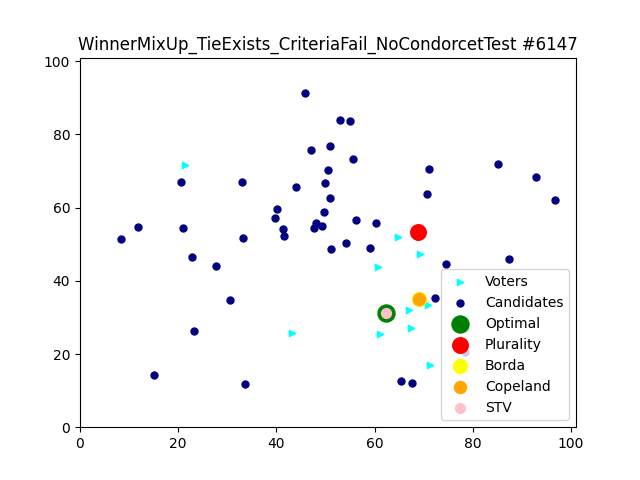 WinnerMixUp_TieExists_CriteriaFail_NoCondorcetTest #6147
100
80
60
40
20
0
0 20 40 60 80 100
Voters
Candidates
Optimal
Plurality
Borda
Copeland
STV